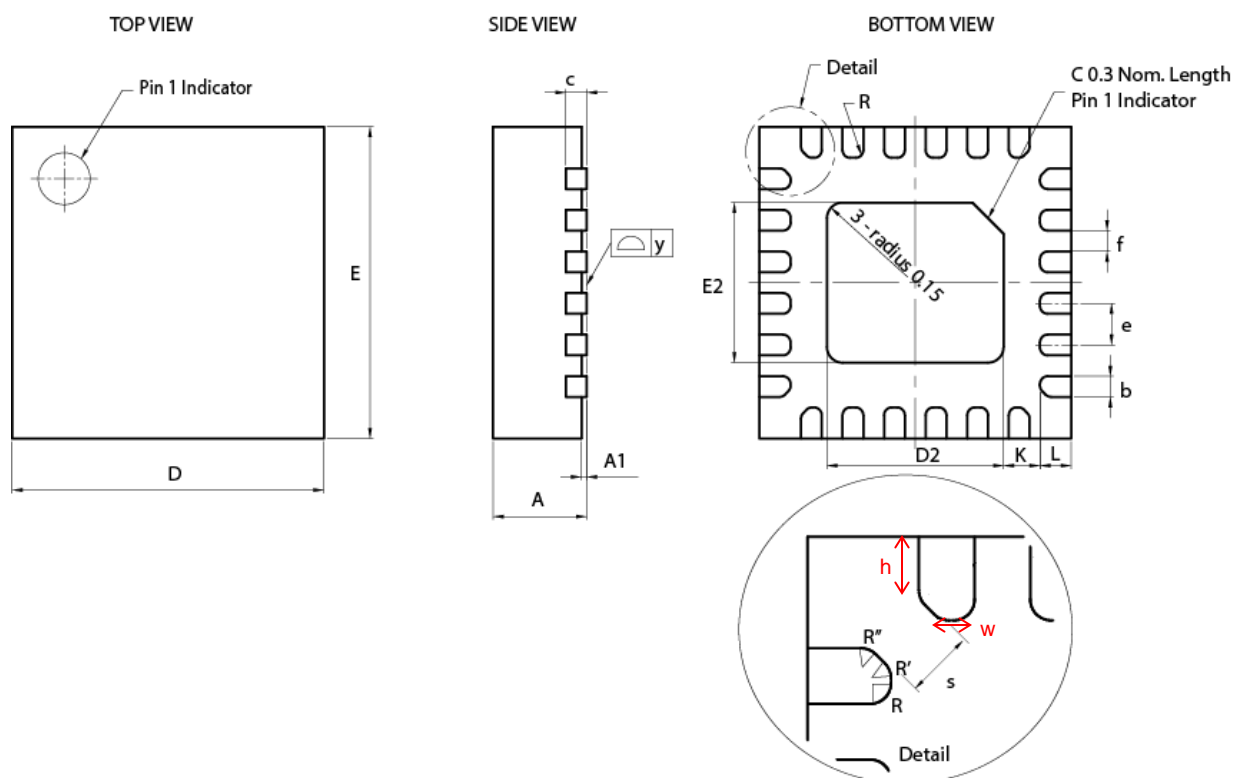 TOP VIEW
SIDE VIEW
BOTTOM VIEW
Pin 1 Indicator
c
Detail
R
C 0.3 Nom. Length
Pin 1 Indicator
E
y
E2
3 - radius 0.15
f
e
b
D
A1
A
D2
K
L
h
w
R"
R'
s
R
Detail